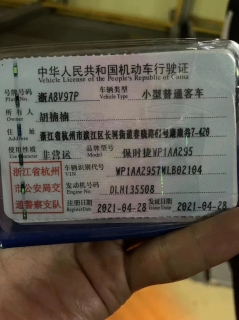 中华人民共和国机动车行驶证
Vehicle License of the People's Republic of China
号牌号码 浙A8V97P 车辆类型 小型普通客车
Plate No. Vehicle Type
所有人 胡楠楠
Owner
住址 浙江省杭州市滨江区长河街道
使用性质 非营运 品牌型号 保时捷WP1AA295
浙江省杭州
市公安局交
通警察支队
车辆识别代号 WP1AA2957MLB02104
VIN
发动机号码 DLH135508
Engine No.
注册日期 2021-04-28 发证日期 2021-04-28
Register Date Issue Date